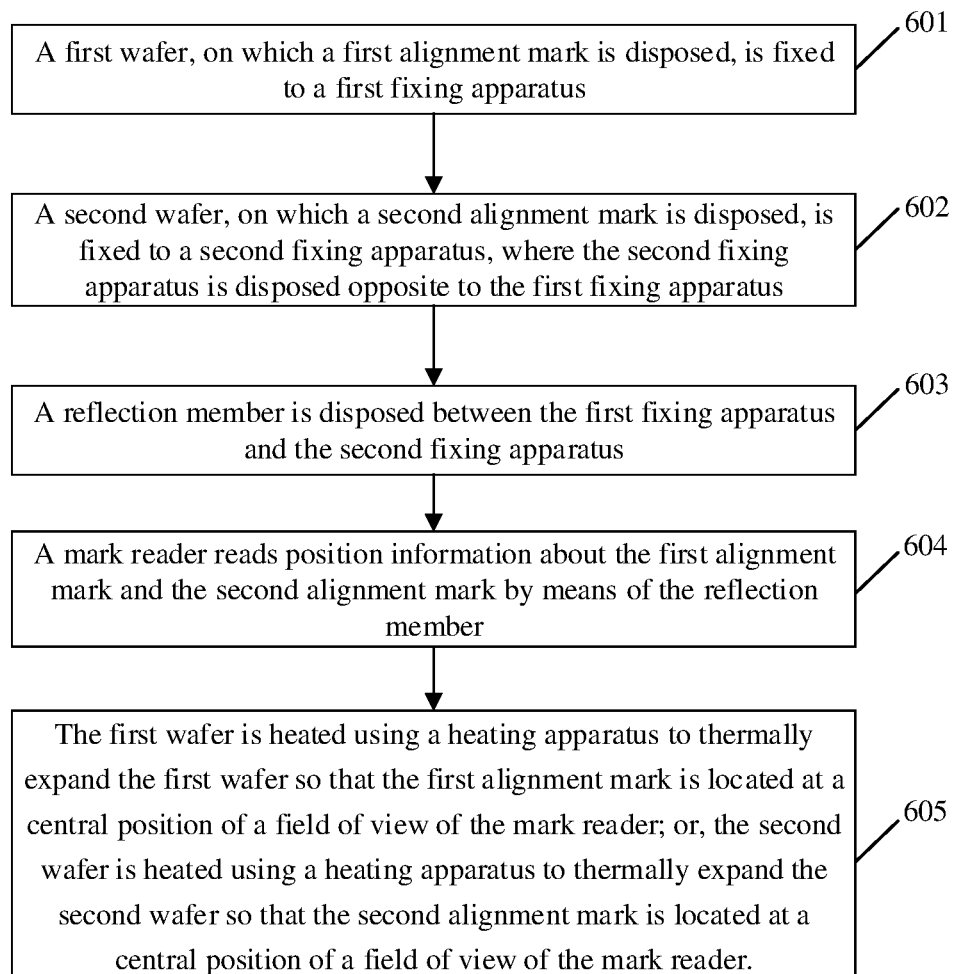 601
A first wafer, on which a first alignment mark is disposed, is fixed
to a first fixing apparatus
602
A second wafer, on which a second alignment mark is disposed, is
fixed to a second fixing apparatus, where the second fixing
apparatus is disposed opposite to the first fixing apparatus
603
A reflection member is disposed between the first fixing apparatus
and the second fixing apparatus
604
A mark reader reads position information about the first alignment
mark and the second alignment mark by means of the reflection
member
605
The first wafer is heated using a heating apparatus to thermally
expand the first wafer so that the first alignment mark is located at a
central position of a field of view of the mark reader; or, the second
wafer is heated using a heating apparatus to thermally expand the
second wafer so that the second alignment mark is located at a
central position of a field of view of the mark reader.